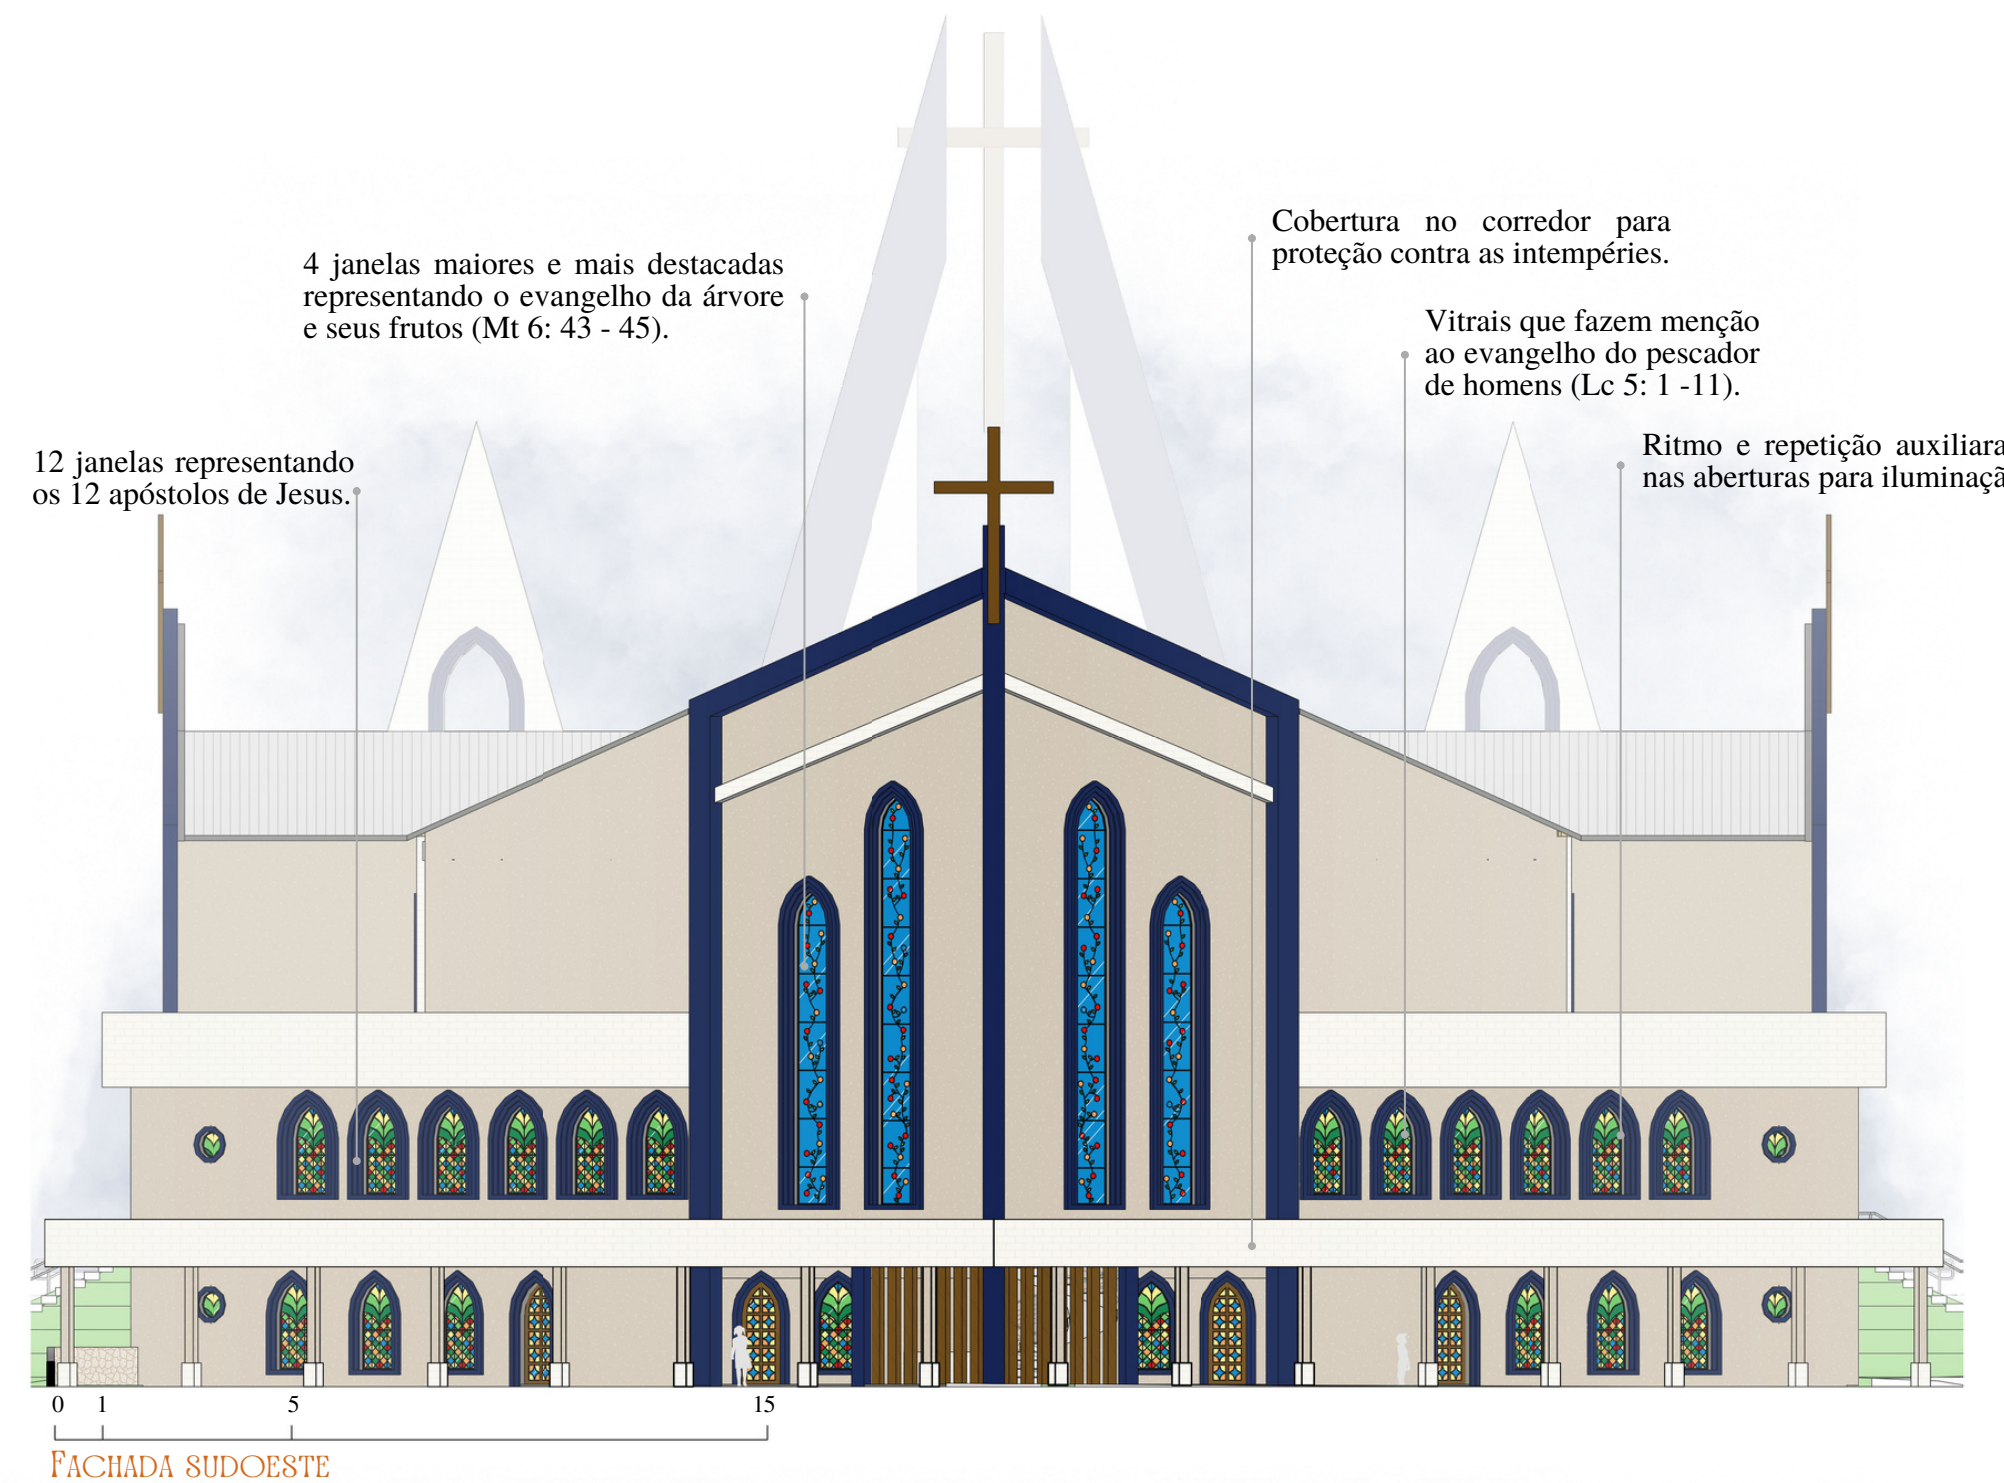 Cobertura no corredor para
proteção contra as intempéries.
4 janelas maiores e mais destacadas
representando o evangelho da árvore
e seus frutos (Mt 6: 43 - 45).
Vitrais que fazem menção
ao evangelho do pescador
de homens (Lc 5: 1 -11).
12 janelas representando
os 12 apóstolos de Jesus.
Ritmo e repetição auxiliara
nas aberturas para iluminaçã
0 1 5 15
FACHADA SUDOESTE